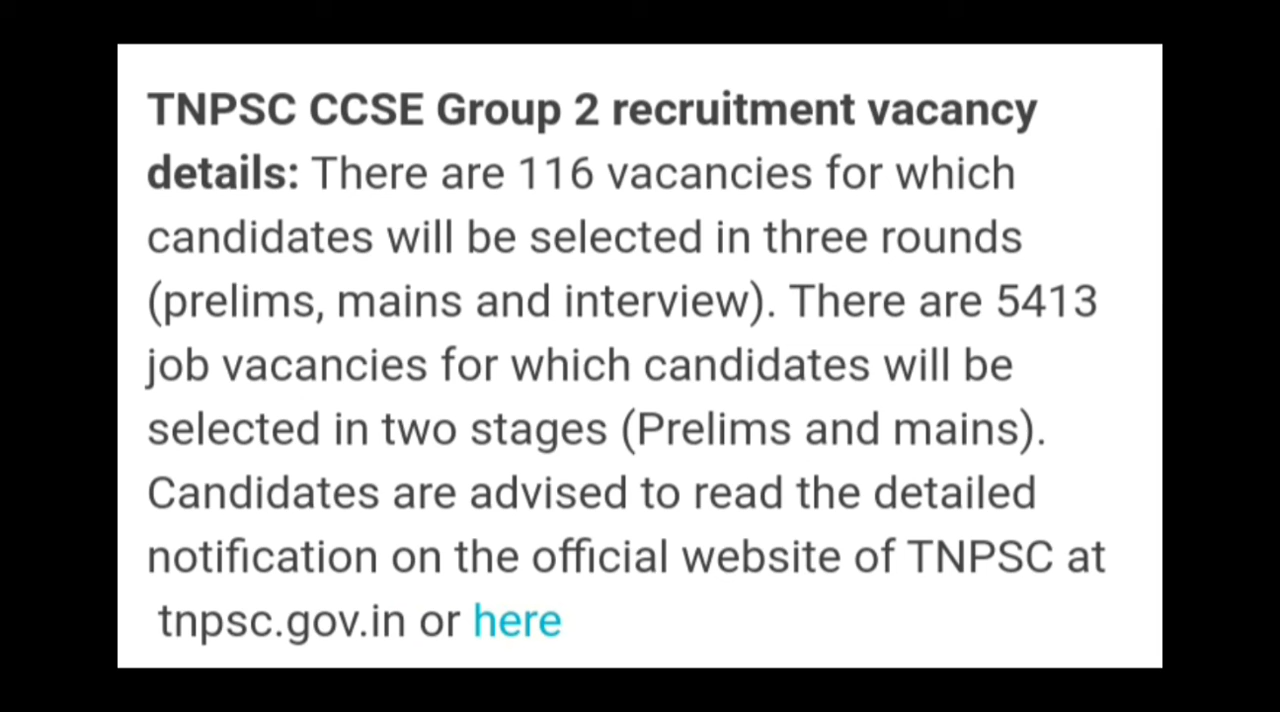 TNPSC CCSE Group 2 recruitment vacancy
details: There are 116 vacancies for which
candidates will be selected in three rounds
(prelims, mains and interview). There are 5413
job vacancies for which candidates will be
selected in two stages (Prelims and mains).
Candidates are advised to read the detailed
notification on the official website of TNPSC at
tnpsc.gov.in or here